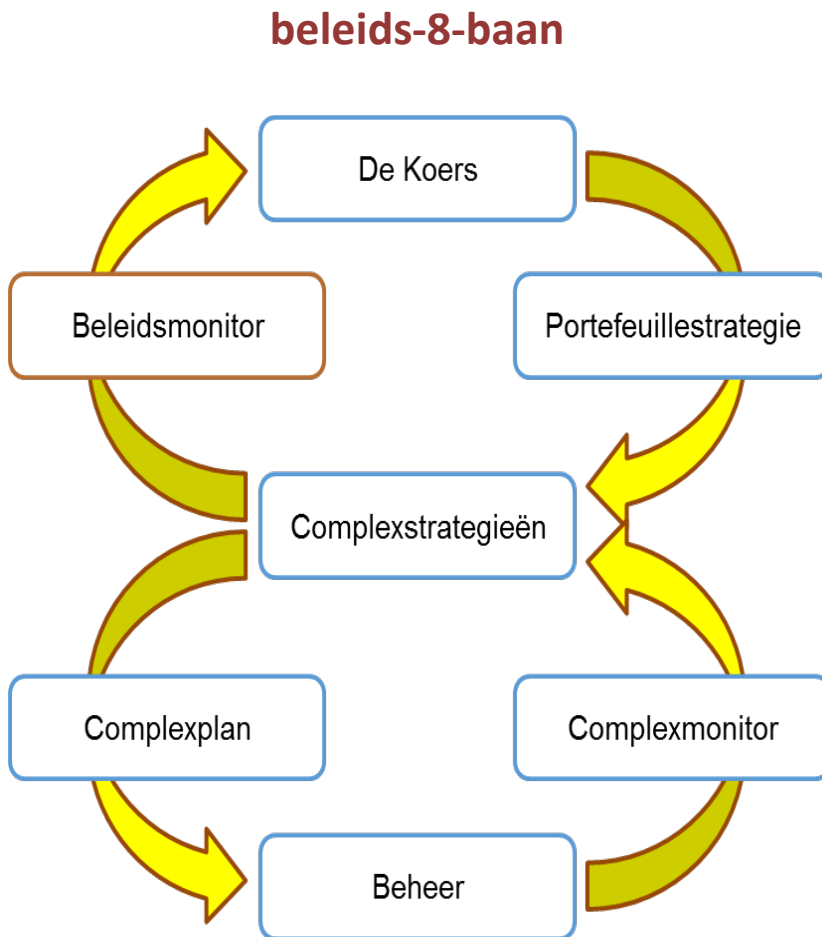 beleids-8-baan
De Koers
Beleidsmonitor
Portefeuillestrategie
Complexstrategieën
Complexplan
Complexmonitor
Beheer